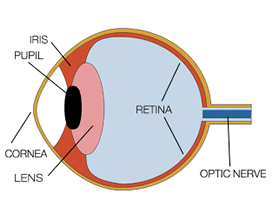 IRIS
PUPIL
RETINA
CORNEA
OPTIC NERVE
LENS